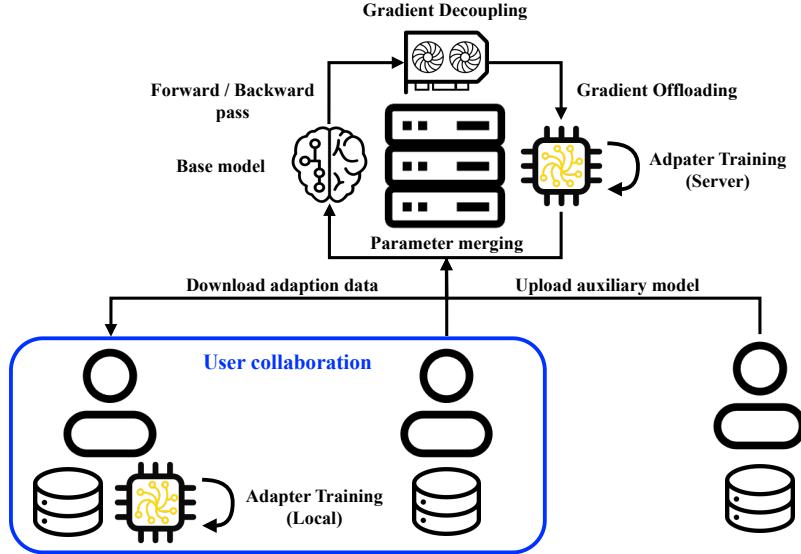 Gradient Decoupling
Forward / Backward
pass
Gradient Offloading
Base model
Adpater Training
(Server)
Parameter merging
Download adaption data
Upload auxiliary model
User collaboration
Adapter Training
(Local)